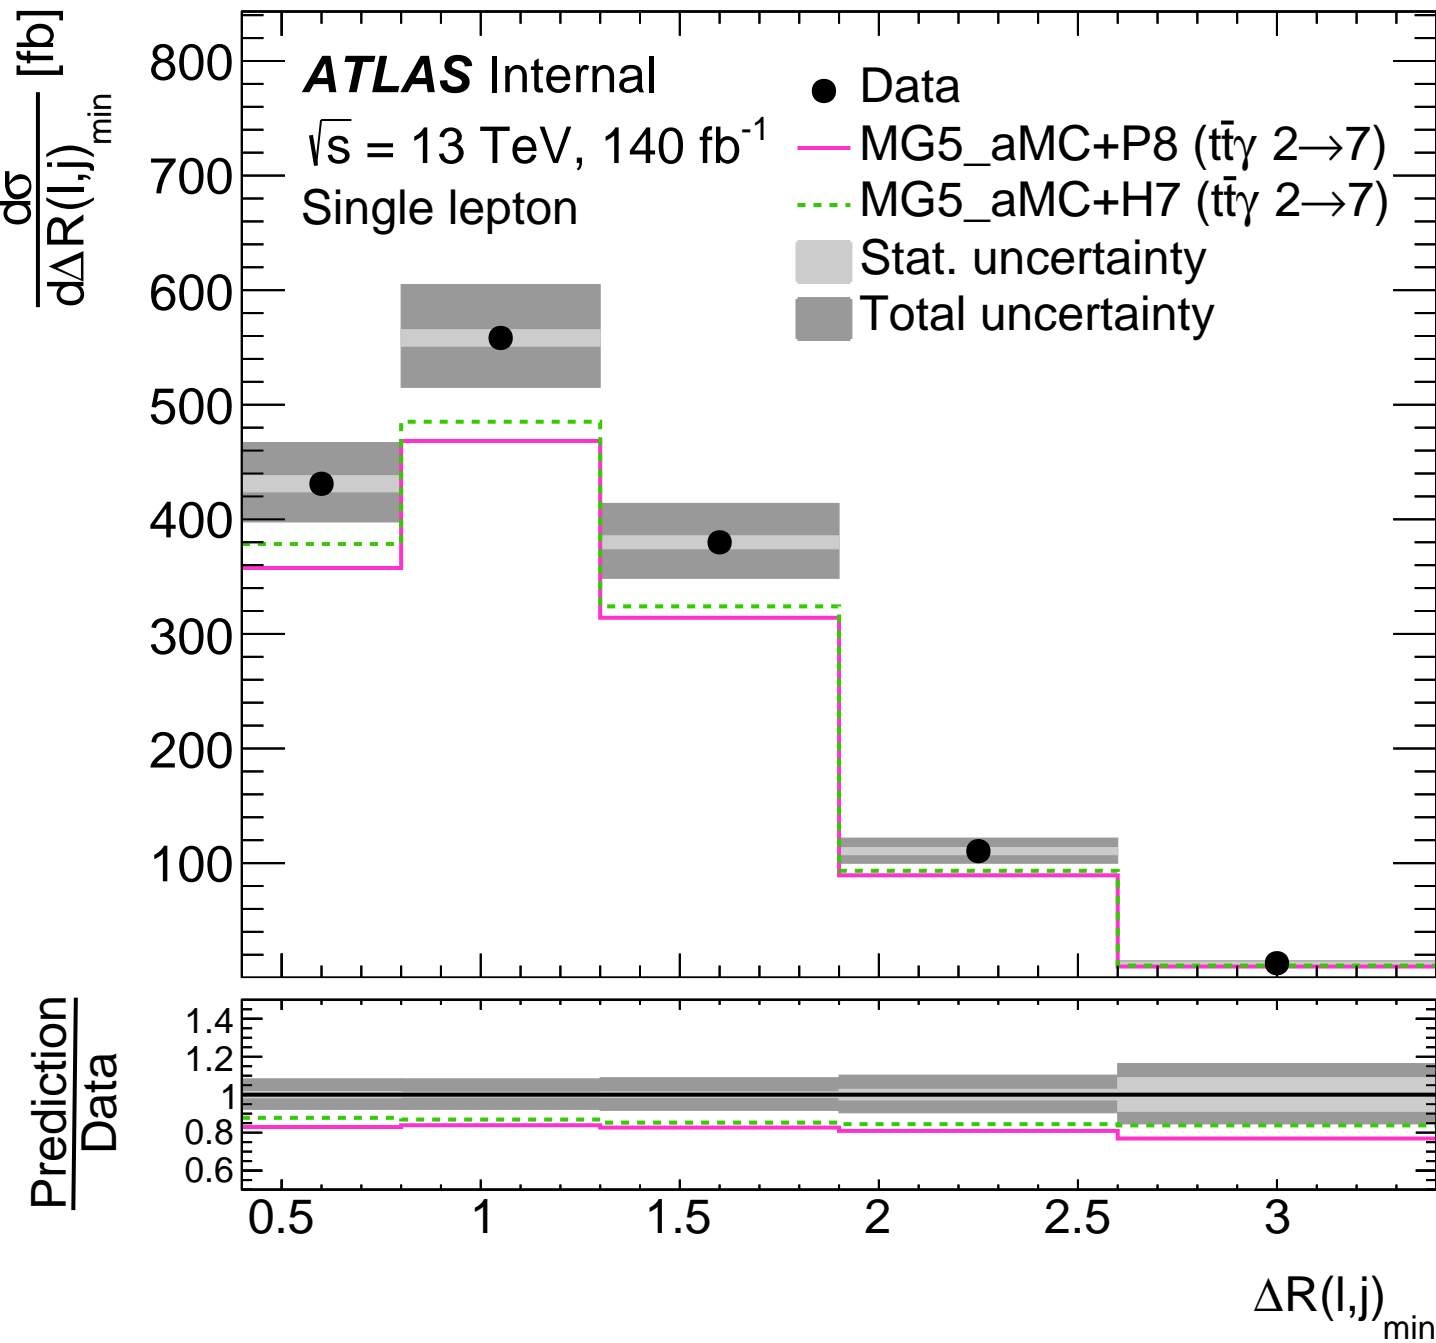 dσ
dΔR(l,j)min [fb]
800
700
600
500
400
300
200
100
ATLAS Internal
√s = 13 TeV, 140 fb-1
Single lepton
Data
MG5_aMC+P8 (tt̄γ 2→7)
MG5_aMC+H7 (tt̄γ 2→7)
Stat. uncertainty
Total uncertainty
Prediction
Data
1.4
1.2
1
0.8
0.6
0.5 1 1.5 2 2.5 3
ΔR(l,j)min